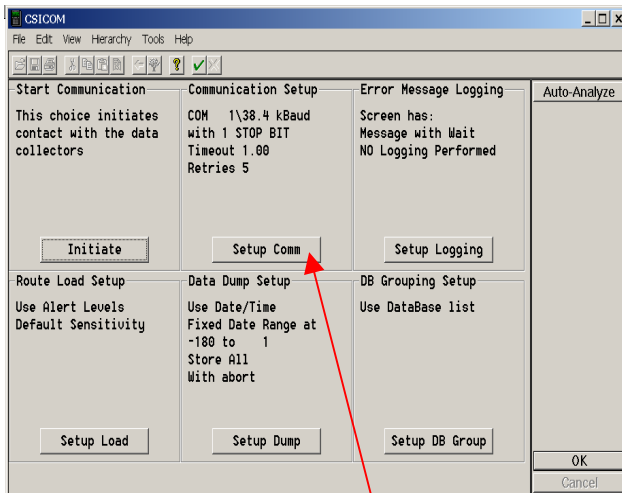 CSICOM
File Edit View Hierarchy Tools Help
Start Communication
This choice initiates
contact with the data
collectors
Initiate
Communication Setup
COM 1\38.4 kBaud
with 1 STOP BIT
Timeout 1.00
Retries 5
Setup Comm
Error Message Logging
Screen has:
Message with Wait
NO Logging Performed
Setup Logging
Auto-Analyze
Route Load Setup
Use Alert Levels
Default Sensitivity
Setup Load
Data Dump Setup
Use Date/Time
Fixed Date Range at
-180 to 1
Store All
With abort
Setup Dump
DB Grouping Setup
Use DataBase list
Setup DB Group
OK
Cancel